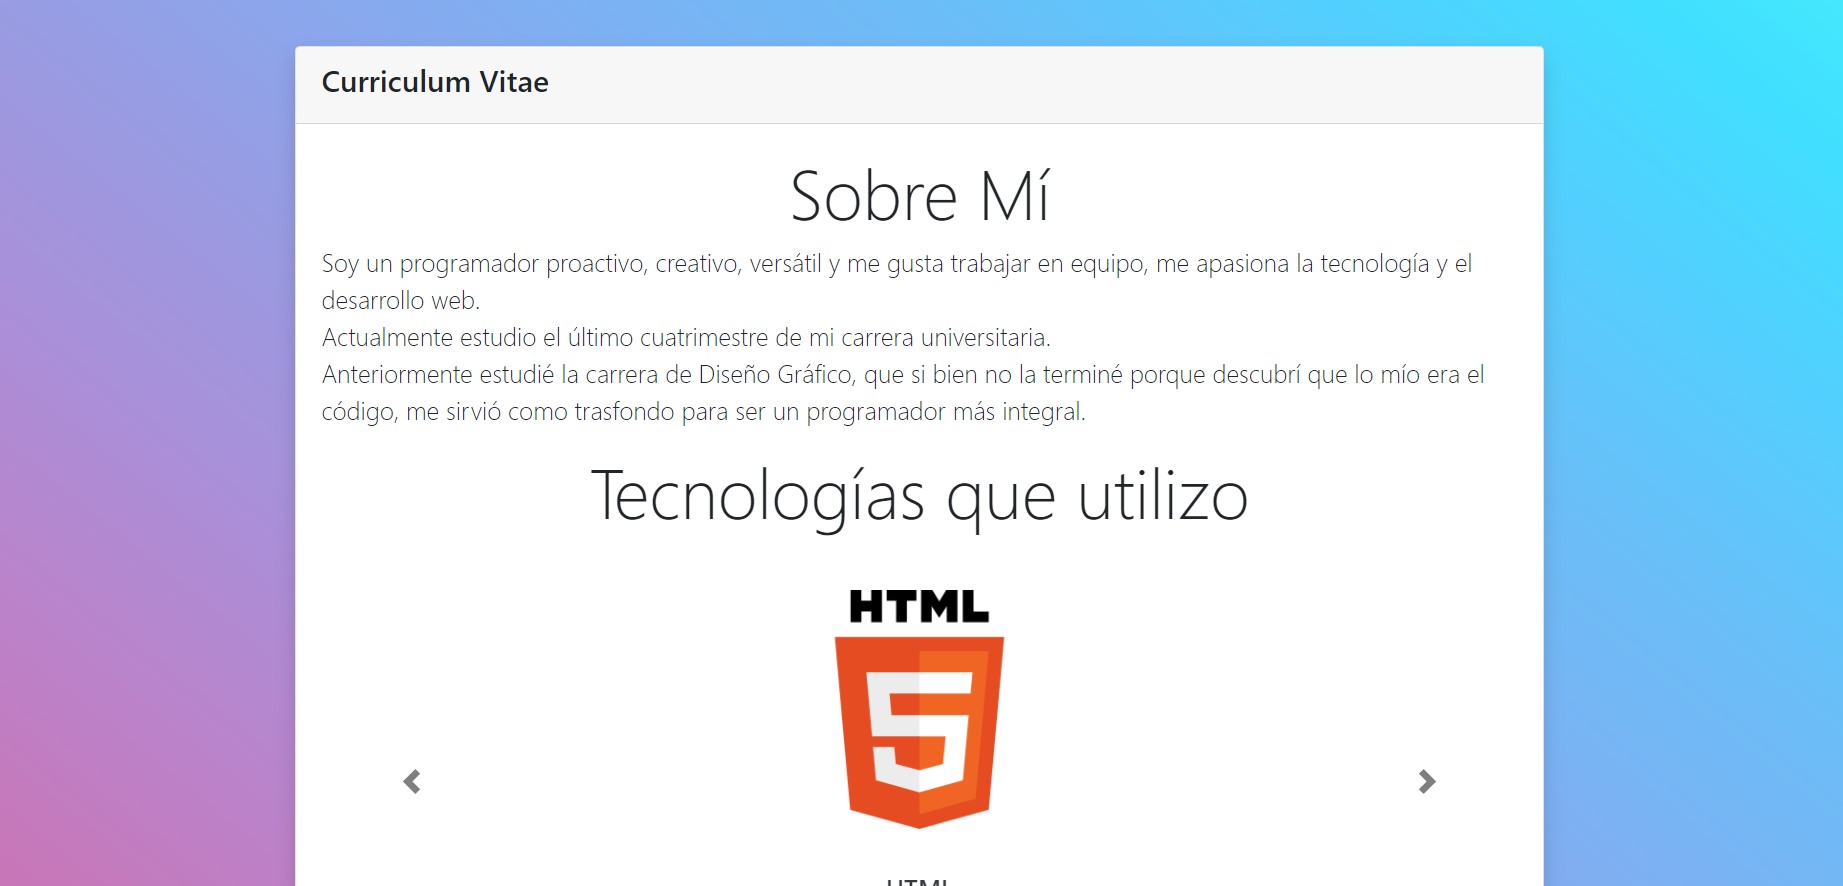 Curriculum Vitae
Sobre Mí
Soy un programador proactivo, creativo, versátil y me gusta trabajar en equipo, me apasiona la tecnología y el
desarrollo web.
Actualmente estudio el último cuatrimestre de mi carrera universitaria.
Anteriormente estudié la carrera de Diseño Gráfico, que si bien no la terminé porque descubrí que lo mío era el
código, me sirvió como trasfondo para ser un programador más integral.
Tecnologías que utilizo
HTML
5
HTML